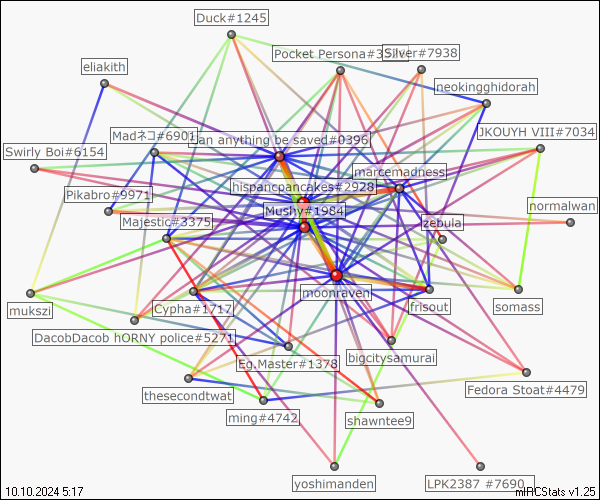 Duck#1245
Pocket Persona#3326
Silver#7938
eliakith
neokingghidorah
Madネコ#6901
can anything be saved#0396
JKOUYH VIII#7034
Swirly Boi#6154
marcemadness
hispancpancakes#2928
Pikabro#9971
Mushy#1984
normalwan
Majestic#3375
zebula
moonraven
mukszi
Cypha#1717
frisout
somass
DacobDacob hORNY police#5271
bigcitysamurai
Eg.Master#1378
thesecondtwat
Fedora Stoat#4479
ming#4742
shawntee9
yoshimanden
LPK2387 #7690
10.10.2024 5:17
mIRCStats v1.25